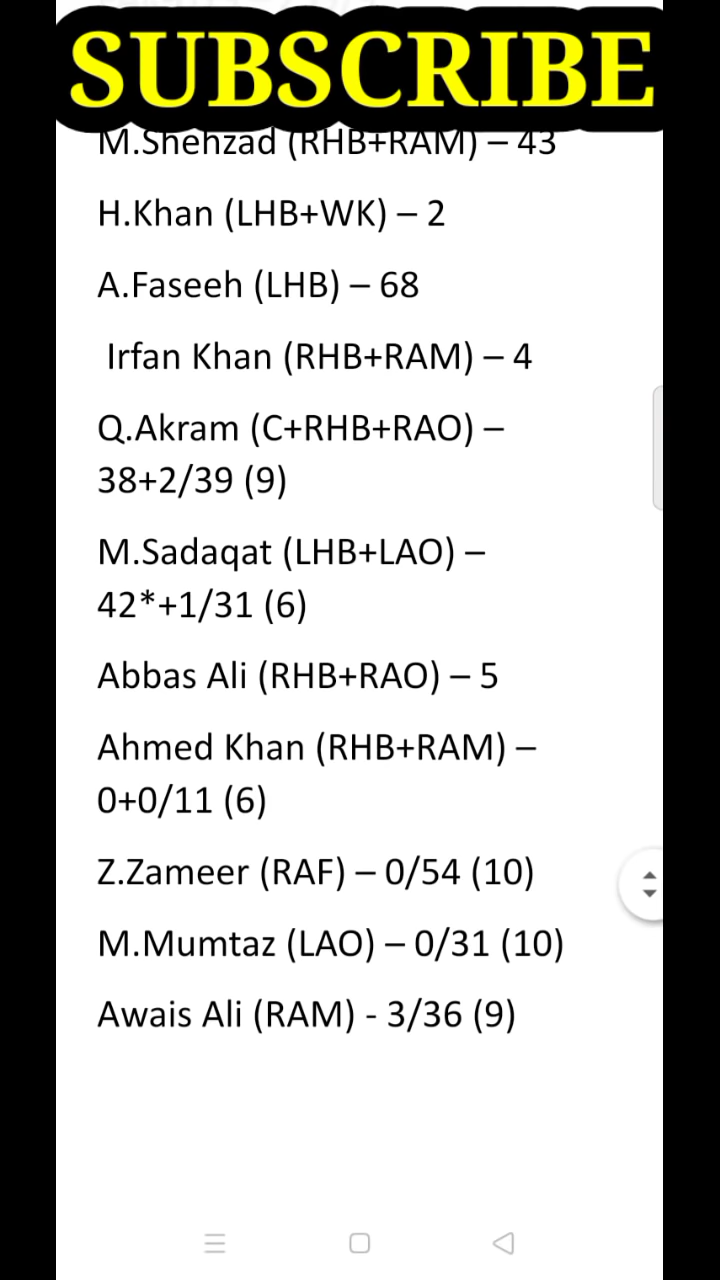 SUBSCRIBE
M.Shehzad (RHB+RAM) – 43
H.Khan (LHB+WK) – 2
A.Faseeh (LHB) – 68
Irfan Khan (RHB+RAM) – 4
Q.Akram (C+RHB+RAO) –
38+2/39 (9)
M.Sadaqat (LHB+LAO) –
42*+1/31 (6)
Abbas Ali (RHB+RAO) – 5
Ahmed Khan (RHB+RAM) –
0+0/11 (6)
Z.Zameer (RAF) – 0/54 (10)
M.Mumtaz (LAO) – 0/31 (10)
Awais Ali (RAM) - 3/36 (9)